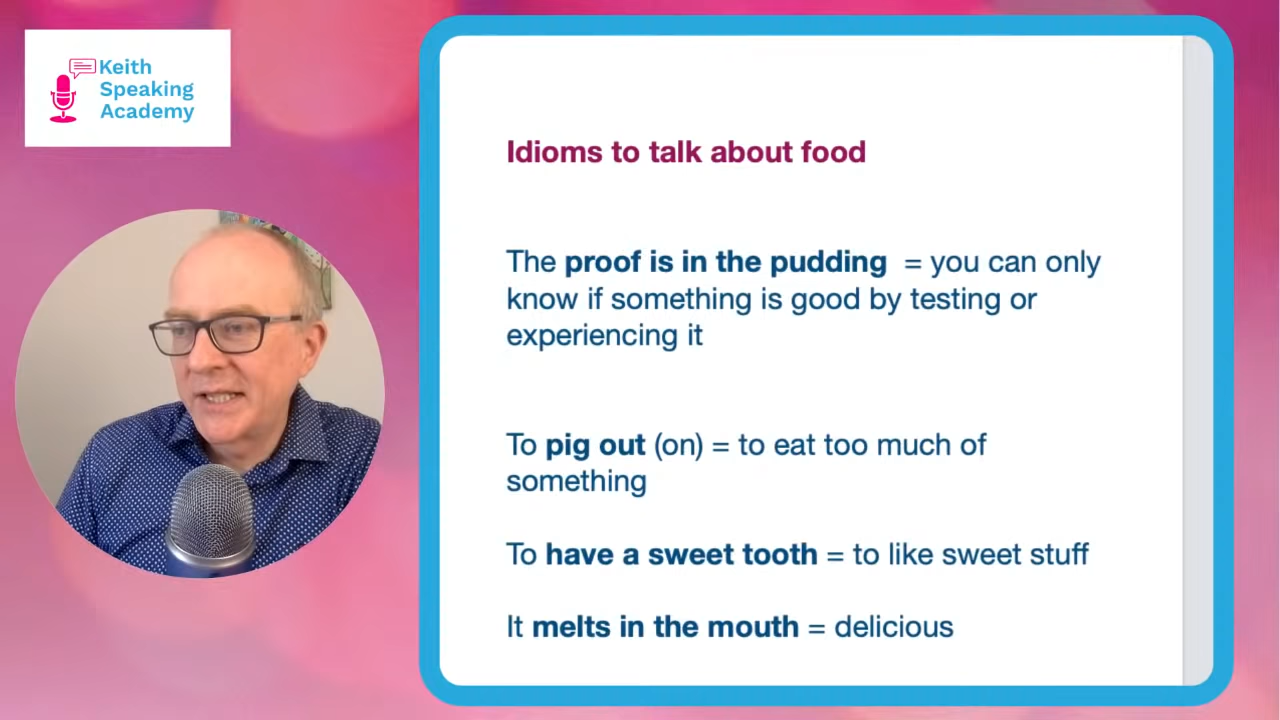 Keith
Speaking
Academy
Idioms to talk about food
The proof is in the pudding = you can only
know if something is good by testing or
experiencing it
To pig out (on) = to eat too much of
something
To have a sweet tooth = to like sweet stuff
It melts in the mouth = delicious